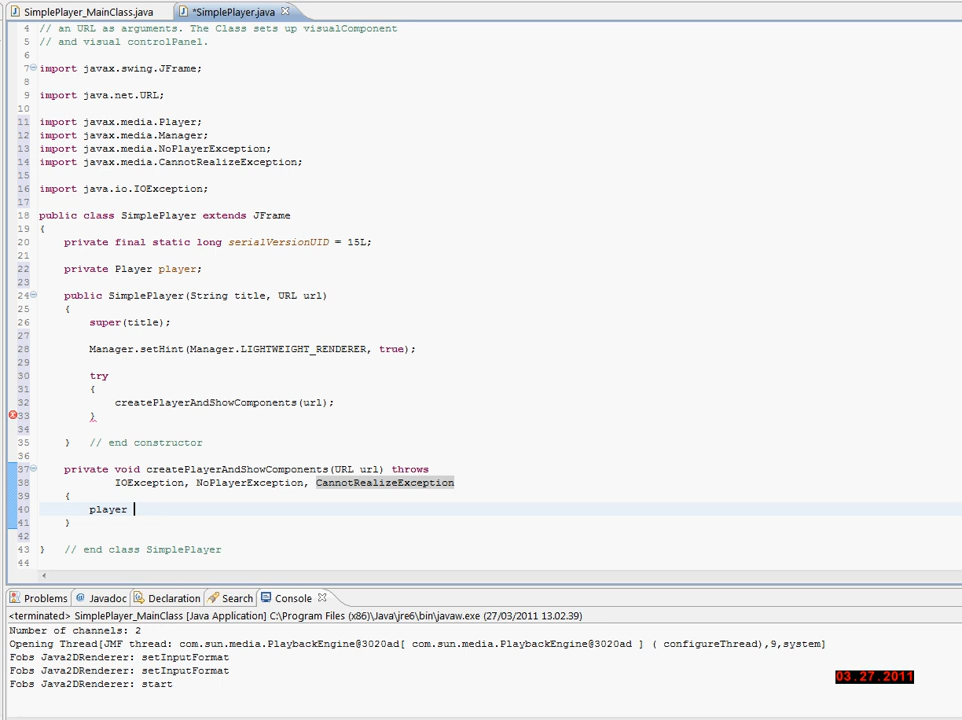 SimplePlayer_MainClass.java *SimplePlayer.java
4 // an URL as arguments. The Class sets up visualComponent
5 // and visual controlPanel.
6
7 import javax.swing.JFrame;
8
9 import java.net.URL;
10
11 import javax.media.Player;
12 import javax.media.Manager;
13 import javax.media.NoPlayerException;
14 import javax.media.CannotRealizeException;
15
16 import java.io.IOException;
17
18 public class SimplePlayer extends JFrame
19 {
20 private final static long serialVersionUID = 15L;
21
22 private Player player;
23
24 public SimplePlayer(String title, URL url)
25 {
26 super(title);
27
28 Manager.setHint(Manager.LIGHTWEIGHT_RENDERER, true);
29
30 try
31 {
32 createPlayerAndShowComponents(url);
33 }
34
35 } // end constructor
36
37 private void createPlayerAndShowComponents(URL url) throws
38 IOException, NoPlayerException, CannotRealizeException
39 {
40 player
41 }
42
43 } // end class SimplePlayer
44
Problems @ Javadoc Declaration Search Console
<terminated> SimplePlayer_MainClass [Java Application] C:\Program Files (x86)\Java\jre6\bin\javaw.exe (27/03/2011 13.02.39)
Number of channels: 2
Opening Thread[JMF thread: com.sun.media.PlaybackEngine@3020ad[ com.sun.media.PlaybackEngine@3020ad ] ( configureThread),9,system]
Fobs Java2DRenderer: setInputFormat
Fobs Java2DRenderer: setInputFormat
Fobs Java2DRenderer: start
03.27.2011